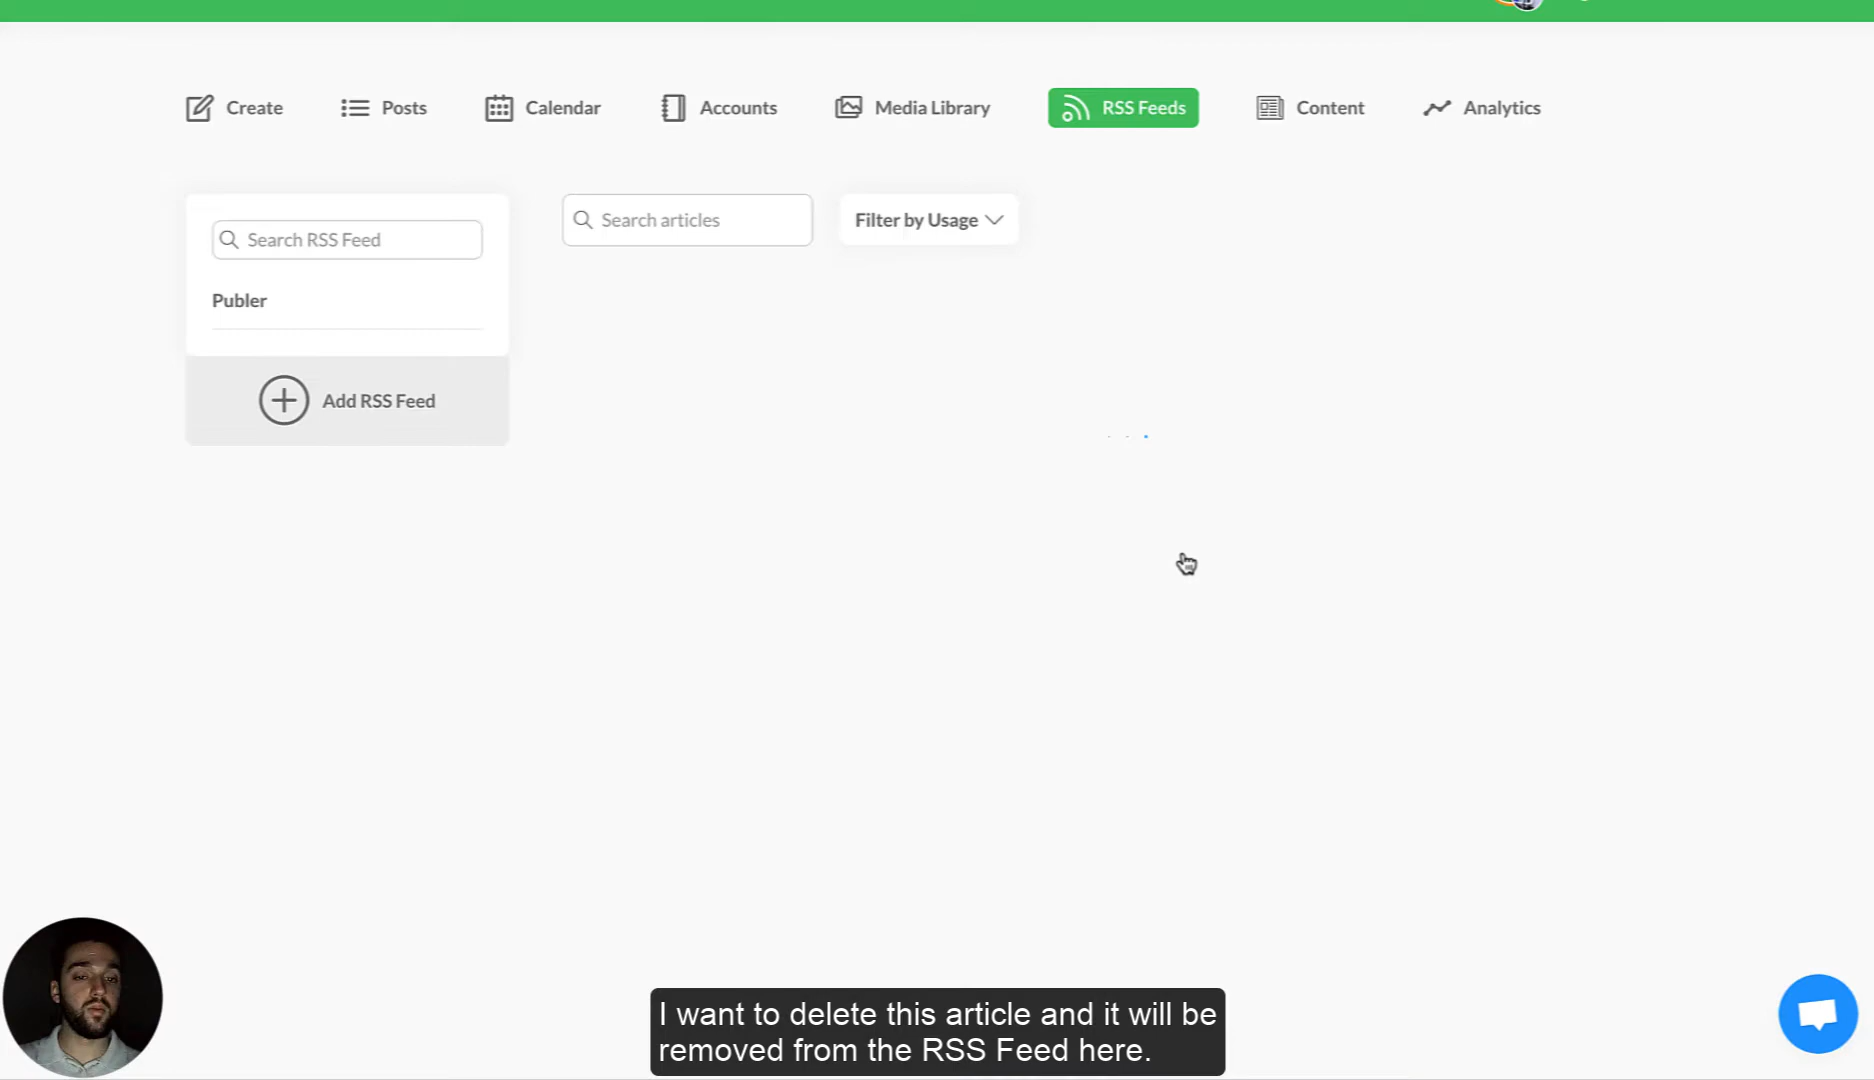 Create
Posts
Calendar
Accounts
Media Library
RSS Feeds
Content
Analytics
Search RSS Feed
Search articles
Filter by Usage
Publer
Add RSS Feed
I want to delete this article and it will be
removed from the RSS Feed here.